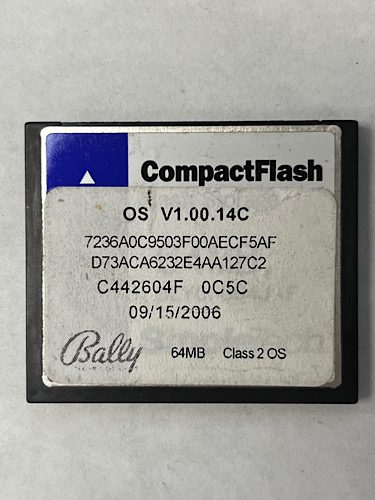 CompactFlash
OS V1.00.14C
7236A0C9503F00AECF5AF
D73ACA6232E4AA127C2
C442604F 0C5C
09/15/2006
Bally 64MB Class 2 OS